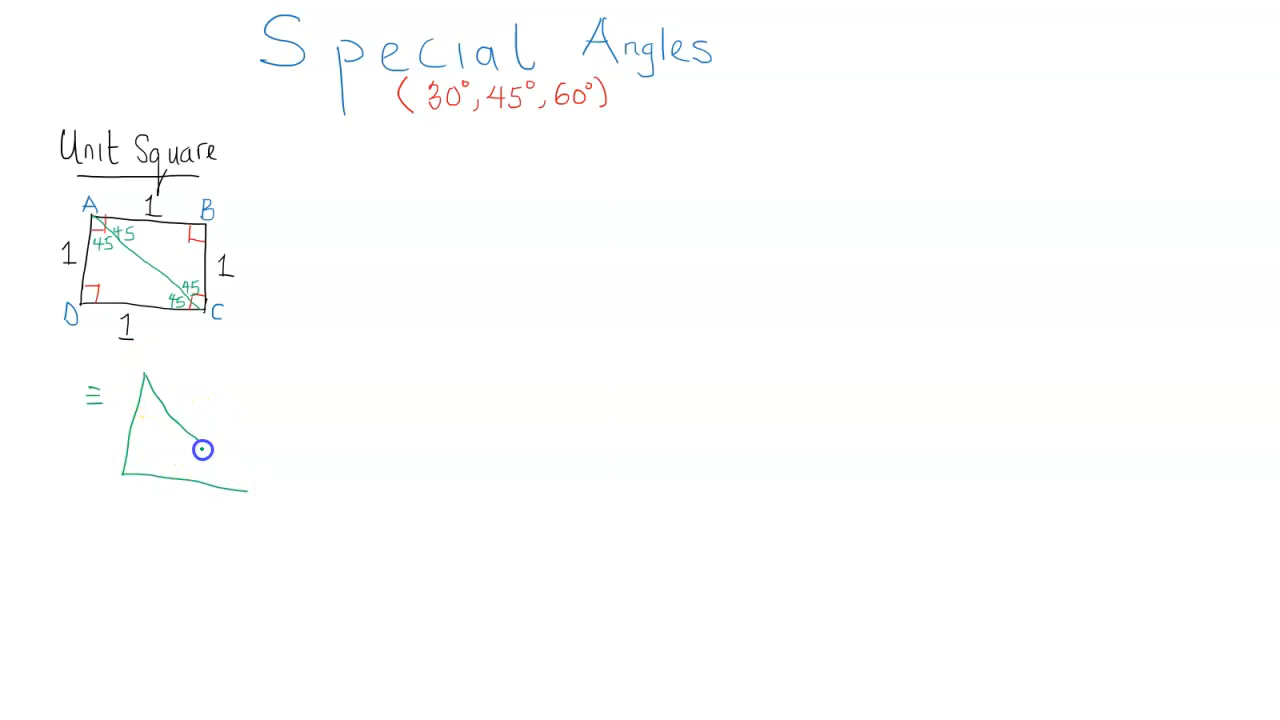 Special Angles
(30°, 45°, 60°)
Unit Square
A 1 B
45 45
1 1
45
45
D C
1
≡